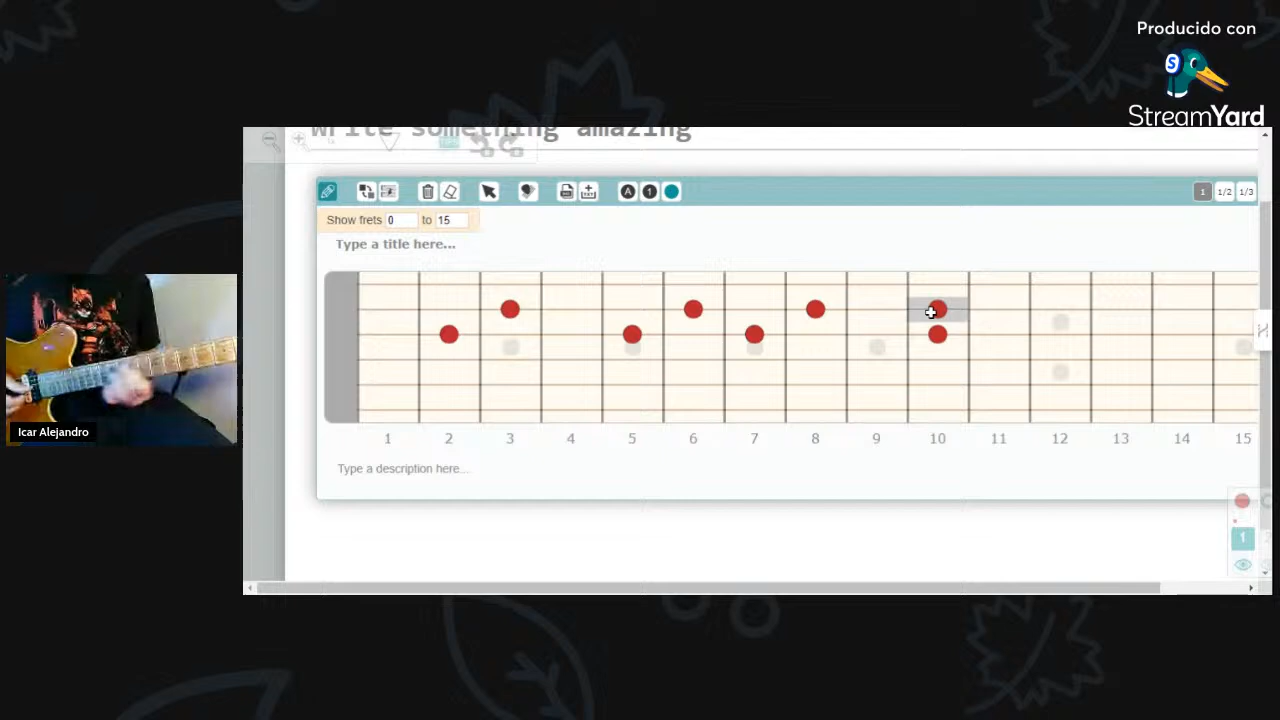 Producido con
S
StreamYard
Write something amazing
A 1
1 1/2 1/3
Show frets 0 to 15
Type a title here...
1 2 3 4 5 6 7 8 9 10 11 12 13 14 15
Type a description here...
Icar Alejandro
1